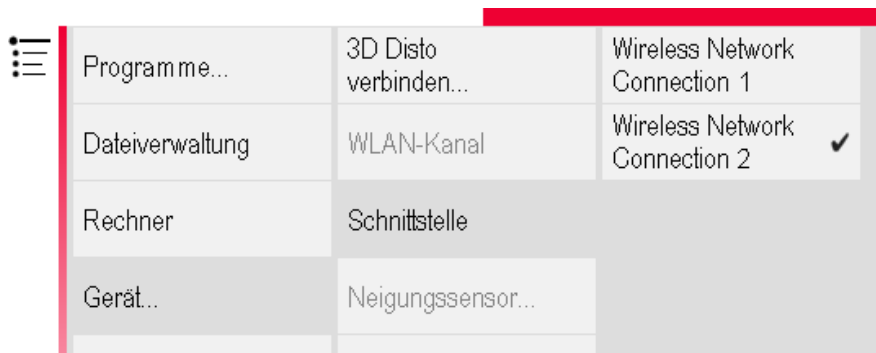 Programme...
3D Disto
verbinden...
Wireless Network
Connection 1
Dateiverwaltung
WLAN-Kanal
Wireless Network
Connection 2
Rechner
Schnittstelle
Gerät...
Neigungssensor...